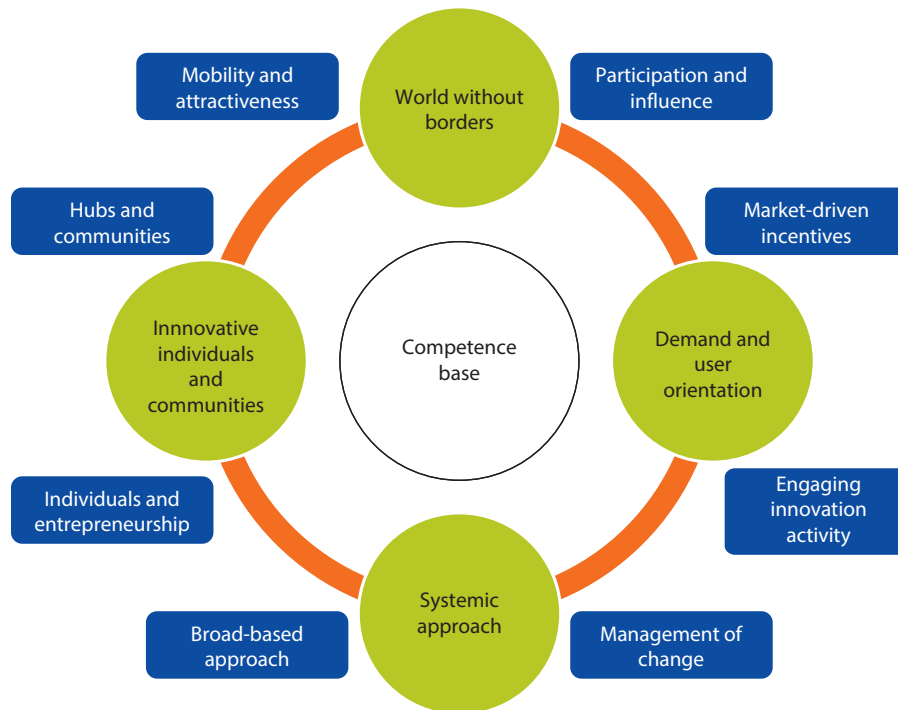 Mobility and
attractiveness
World without
borders
Participation and
influence
Hubs and
communities
Market-driven
incentives
Innnovative
individuals
and
communities
Competence
base
Demand and
user
orientation
Individuals and
entrepreneurship
Engaging
innovation
activity
Broad-based
approach
Systemic
approach
Management of
change